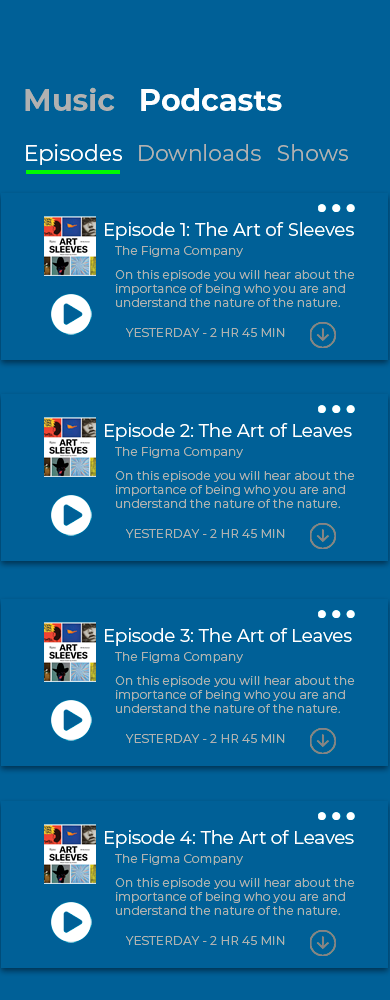 Music Podcasts
Episodes Downloads Shows
Episode 1: The Art of Sleeves
ART
SLEEVES
The Figma Company
On this episode you will hear about the
importance of being who you are and
understand the nature of the nature.
YESTERDAY - 2 HR 45 MIN
Episode 2: The Art of Leaves
ART
SLEEVES
The Figma Company
On this episode you will hear about the
importance of being who you are and
understand the nature of the nature.
YESTERDAY - 2 HR 45 MIN
Episode 3: The Art of Leaves
ART
SLEEVES
The Figma Company
On this episode you will hear about the
importance of being who you are and
understand the nature of the nature.
YESTERDAY - 2 HR 45 MIN
Episode 4: The Art of Leaves
ART
SLEEVES
The Figma Company
On this episode you will hear about the
importance of being who you are and
understand the nature of the nature.
YESTERDAY - 2 HR 45 MIN